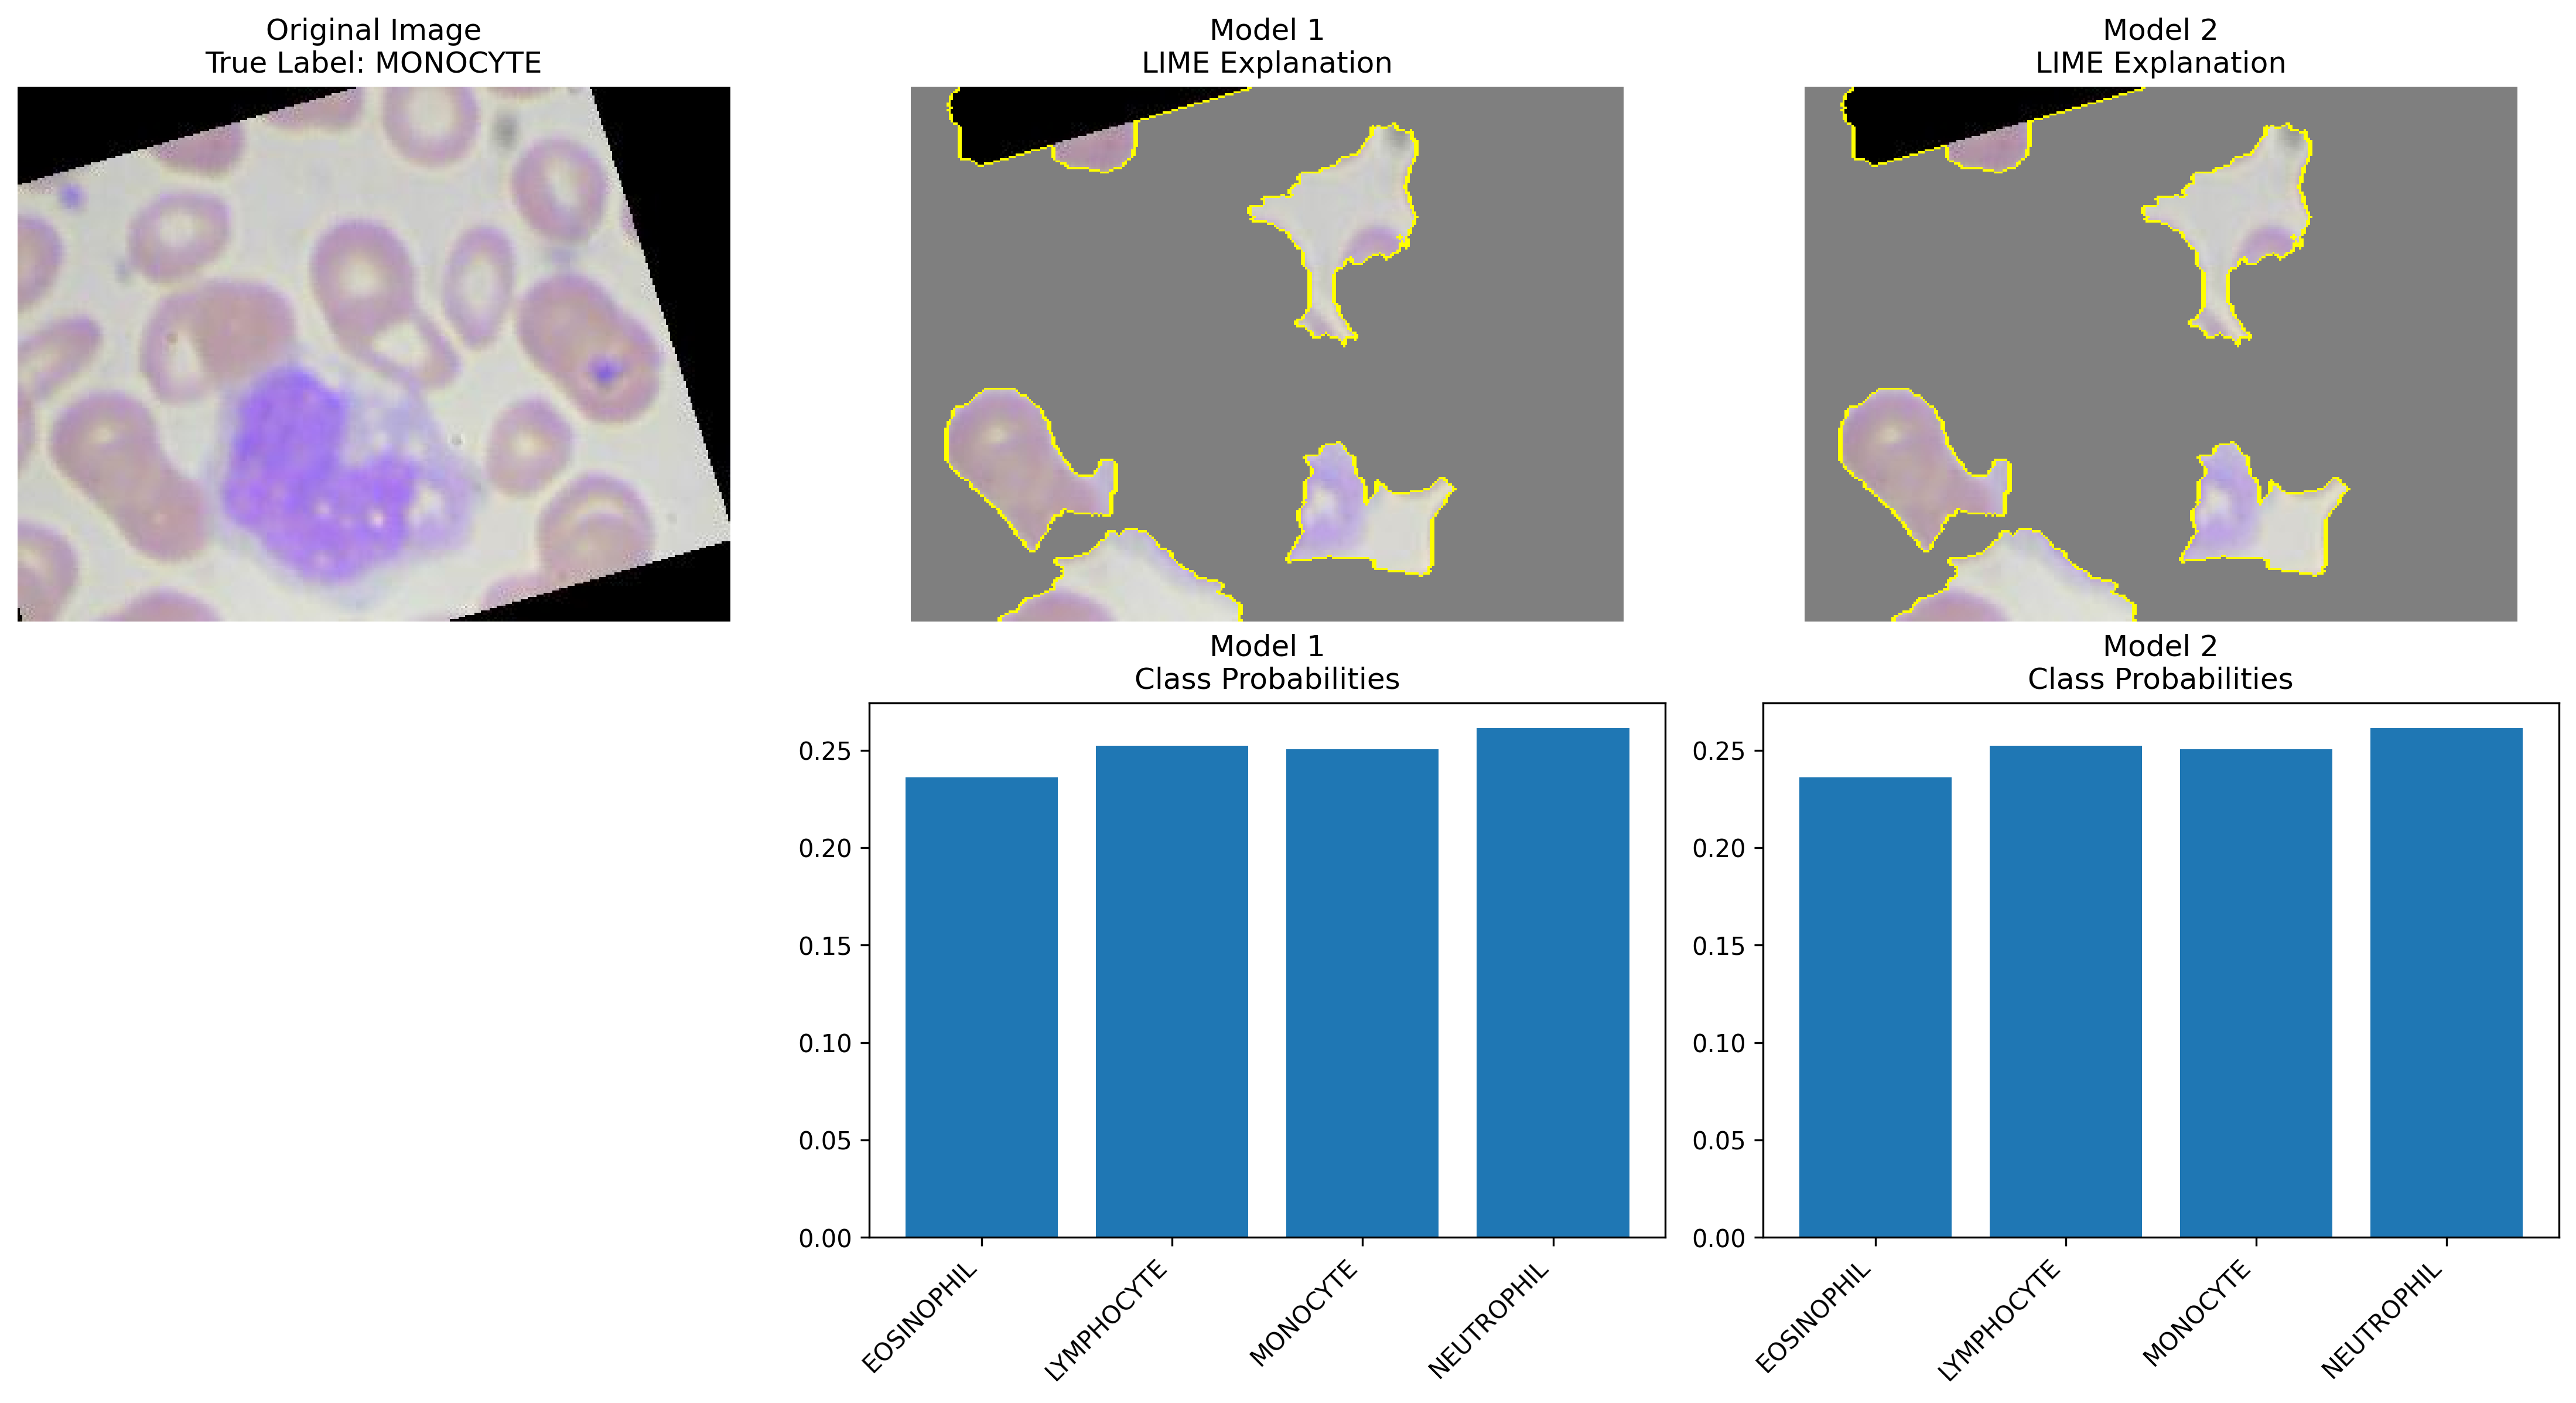 Original Image
True Label: MONOCYTE
Model 1
LIME Explanation
Model 2
LIME Explanation
Model 1
Class Probabilities
0.25
0.20
0.15
0.10
0.05
0.00
EOSINOPHIL
LYMPHOCYTE
MONOCYTE
NEUTROPHIL
Model 2
Class Probabilities
0.25
0.20
0.15
0.10
0.05
0.00
EOSINOPHIL
LYMPHOCYTE
MONOCYTE
NEUTROPHIL